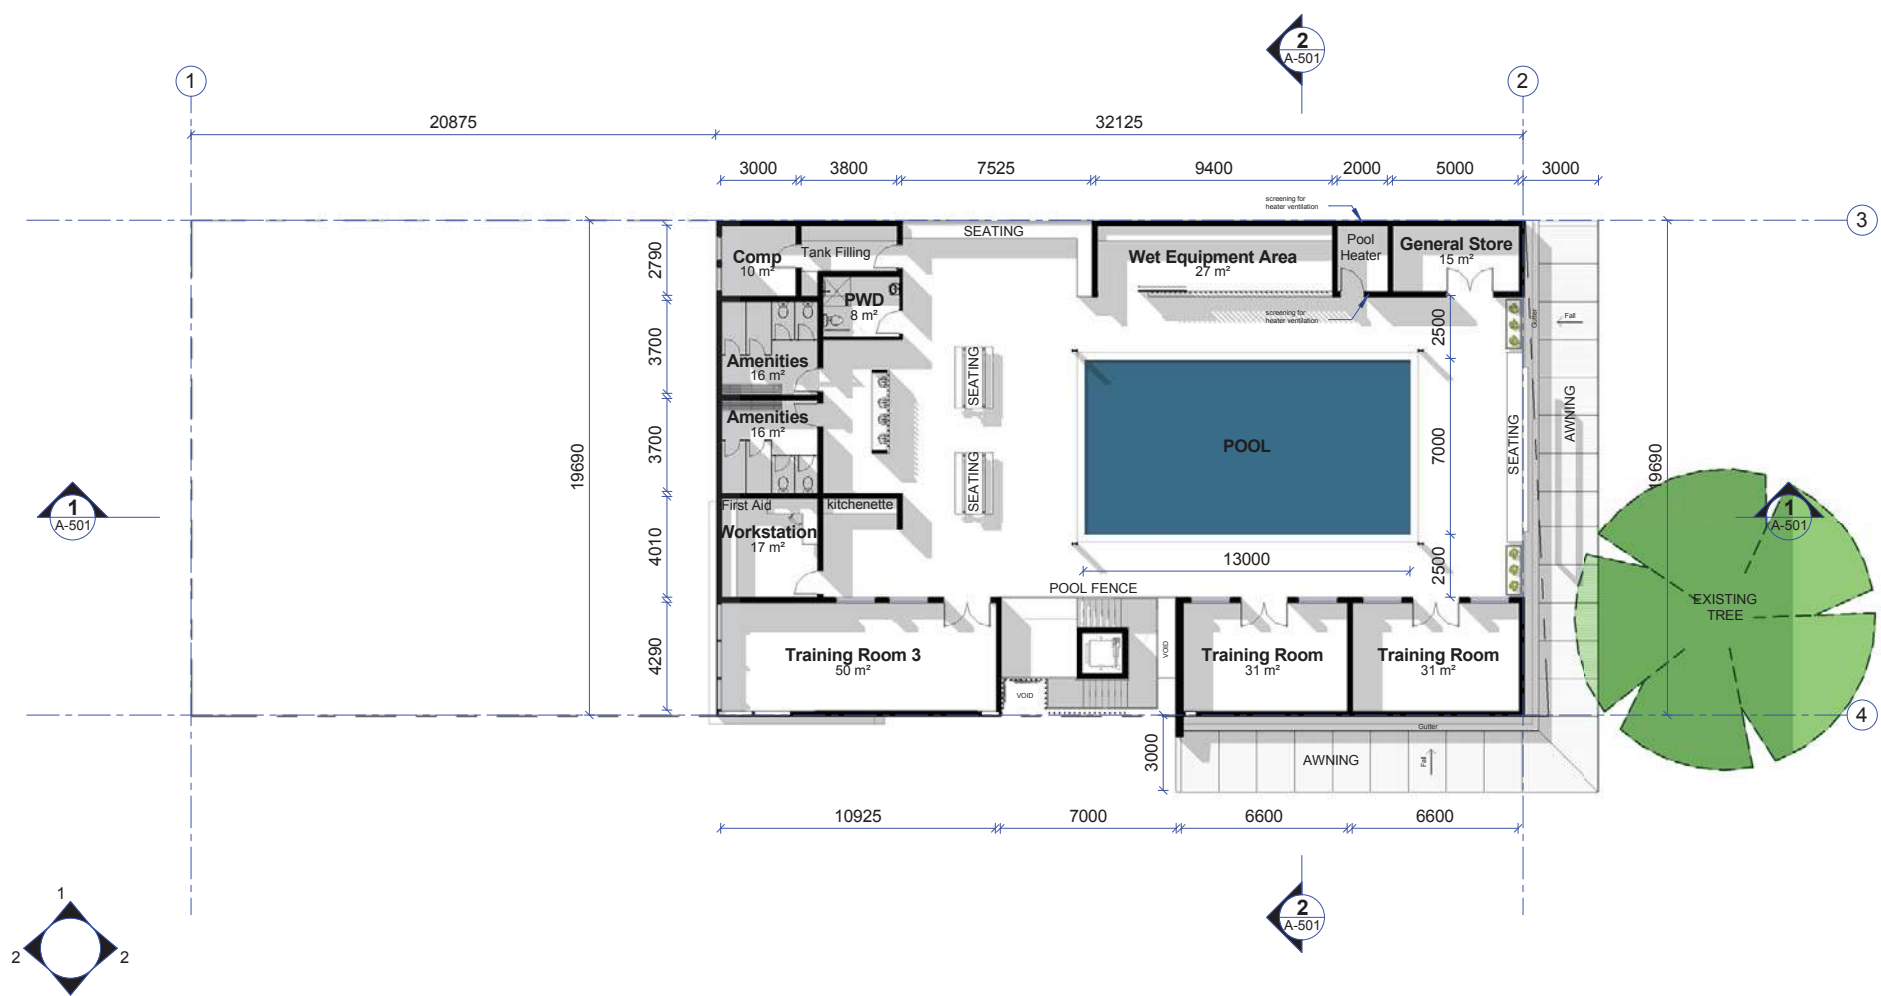 2
A-501
1
2
20875
32125
3000
3800
7525
9400
2000
5000
3000
screening for
heater ventilation
3
SEATING
Comp
10 m²
Tank Filling
Wet Equipment Area
27 m²
Pool
Heater
General Store
15 m²
2790
PWD
8 m²
screening for
heater ventilation
2500
Gutter
Fall
3700
Amenities
16 m²
SEATING
AWNING
Amenities
16 m²
3700
POOL
7000
SEATING
19690
19690
SEATING
1
A-501
1
A-501
First Aid
kitchenette
Workstation
17 m²
4010
13000
2500
POOL FENCE
EXISTING
TREE
4290
Training Room 3
50 m²
VOID
VOID
Training Room
31 m²
Training Room
31 m²
4
Gutter
3000
AWNING
Fall
10925
7000
6600
6600
1
2
2
2
A-501